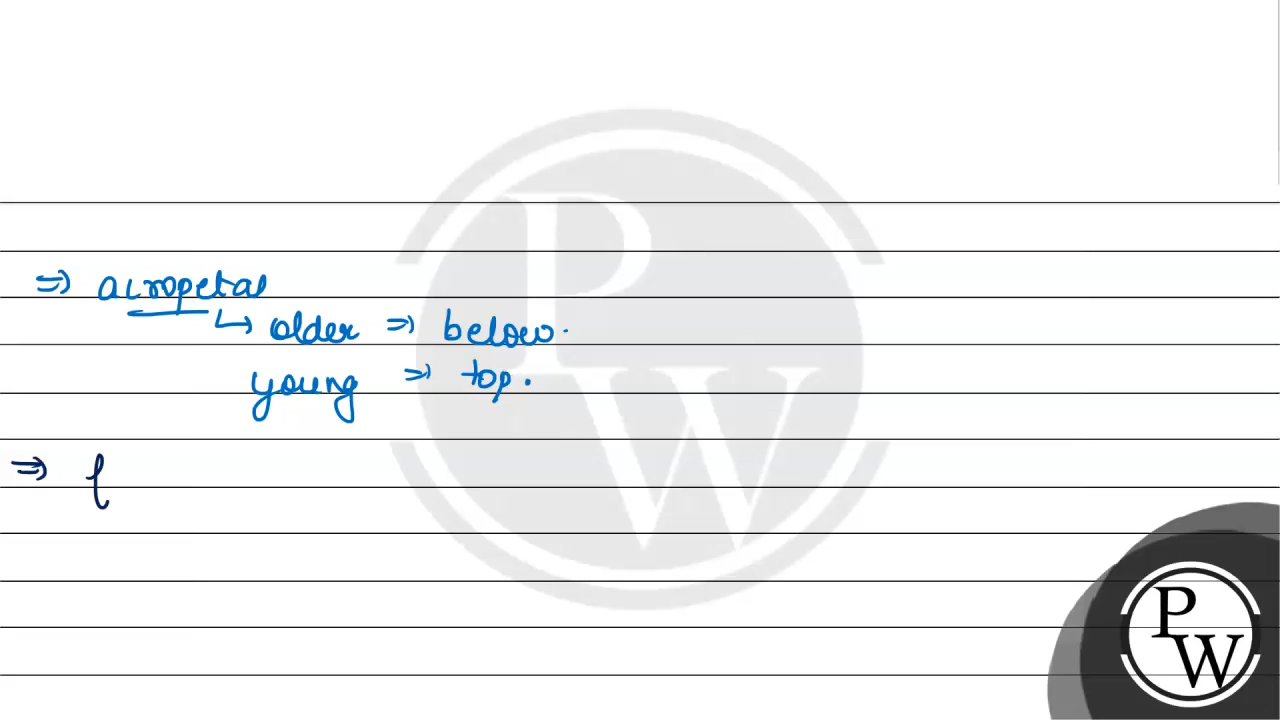 => acropetal
↳ older => below.
young => top.
=>
P
W
P
W